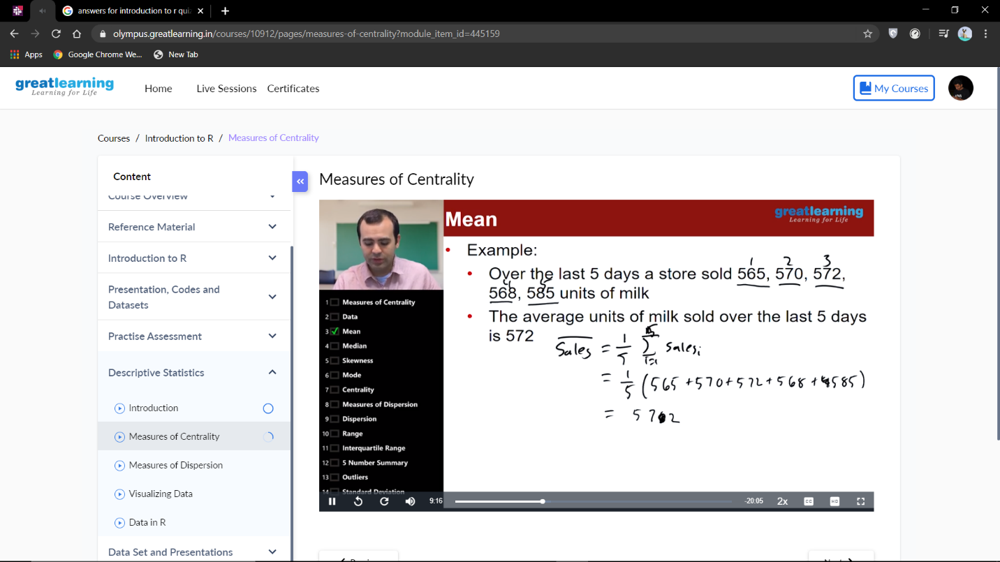 answers for introduction to r quiz
olympus.greatlearning.in/courses/10912/pages/measures-of-centrality?module_item_id=445159
Apps
Google Chrome We...
New Tab
greatlearning
Learning for Life
Home
Live Sessions
Certificates
My Courses
Courses / Introduction to R / Measures of Centrality
Content
Course Overview
Reference Material
Introduction to R
Presentation, Codes and
Datasets
Practise Assessment
Descriptive Statistics
Introduction
Measures of Centrality
Measures of Dispersion
Visualizing Data
Data in R
Data Set and Presentations
Measures of Centrality
Mean
greatlearning
Learning for Life
1 Measures of Centrality
2 Data
3 Mean
4 Median
5 Skewness
6 Mode
7 Centrality
8 Measures of Dispersion
9 Dispersion
10 Range
11 Interquartile Range
12 5 Number Summary
13 Outliers
14 Standard Deviation
• Example:
1 2 3
• Over the last 5 days a store sold 565, 570, 572,
4 5
568, 585 units of milk
• The average units of milk sold over the last 5 days
is 572
Sales = 1/5 Σ i=1 5 Salesi
= 1/5 (565 + 570 + 572 + 568 + 585)
= 572
9:16
-20:05
2x
CC
HD